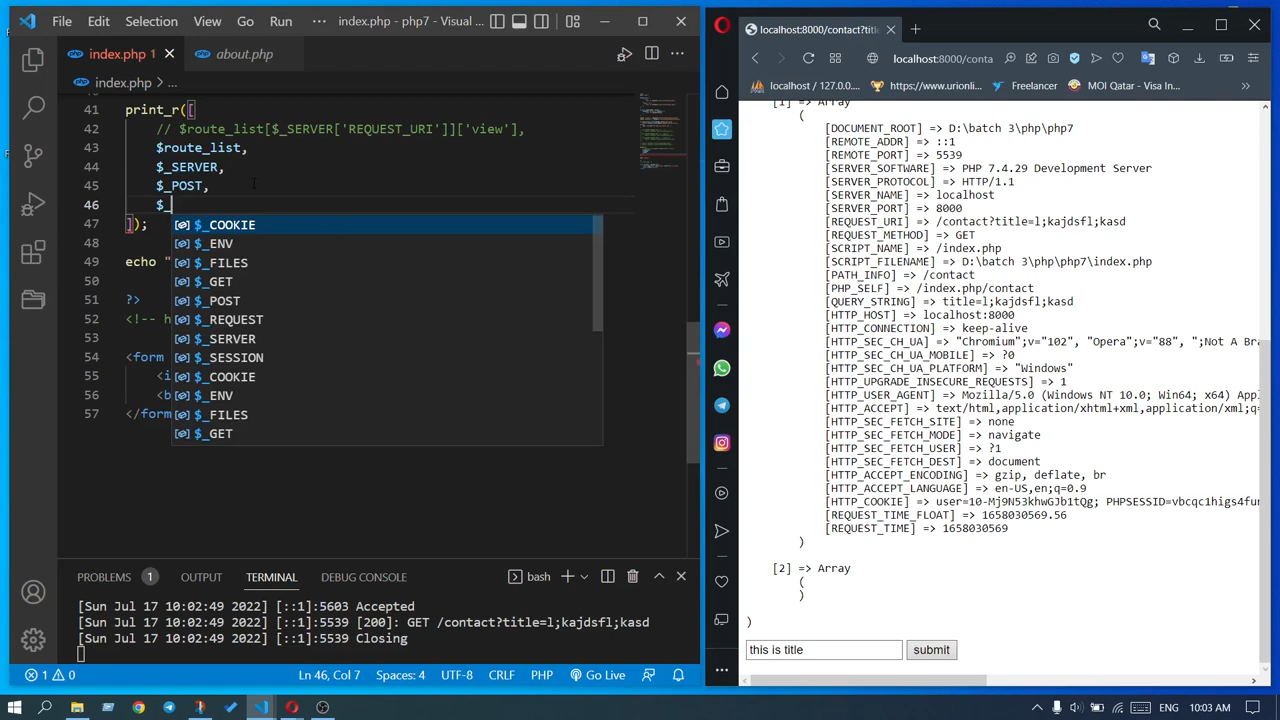 File Edit Selection View Go Run ··· index.php - php7 - Visual ...
index.php 1 about.php
index.php > ...
41 print_r([
42 // $route_list[$_SERVER['REQUEST_URI']]['view'],
43 $route_list,
44 $_SERVER,
45 $_POST,
46 $_
47 ]);
48
49 echo "
50
51 ?>
52 <!-- h
53
54 <form
55 <i
56 <b
57 </form
$_COOKIE
$_ENV
$_FILES
$_GET
$_POST
$_REQUEST
$_SERVER
$_SESSION
$_COOKIE
$_ENV
$_FILES
$_GET
PROBLEMS 1 OUTPUT TERMINAL DEBUG CONSOLE bash
[Sun Jul 17 10:02:49 2022] [::1]:5603 Accepted
[Sun Jul 17 10:02:49 2022] [::1]:5539 [200]: GET /contact?title=l;kajdsfl;kasd
[Sun Jul 17 10:02:49 2022] [::1]:5539 Closing
1 0 Ln 46, Col 7 Spaces: 4 UTF-8 CRLF PHP Go Live
localhost:8000/contact?titl
localhost:8000/conta
localhost / 127.0.0.... https://www.urionli... Freelancer MOI Qatar - Visa In...
[1] => Array
(
[DOCUMENT_ROOT] => D:\batch 3\php\php7
[REMOTE_ADDR] => ::1
[REMOTE_PORT] => 5539
[SERVER_SOFTWARE] => PHP 7.4.29 Development Server
[SERVER_PROTOCOL] => HTTP/1.1
[SERVER_NAME] => localhost
[SERVER_PORT] => 8000
[REQUEST_URI] => /contact?title=l;kajdsfl;kasd
[REQUEST_METHOD] => GET
[SCRIPT_NAME] => /index.php
[SCRIPT_FILENAME] => D:\batch 3\php\php7\index.php
[PATH_INFO] => /contact
[PHP_SELF] => /index.php/contact
[QUERY_STRING] => title=l;kajdsfl;kasd
[HTTP_HOST] => localhost:8000
[HTTP_CONNECTION] => keep-alive
[HTTP_SEC_CH_UA] => "Chromium";v="102", "Opera";v="88", ";Not A Bra
[HTTP_SEC_CH_UA_MOBILE] => ?0
[HTTP_SEC_CH_UA_PLATFORM] => "Windows"
[HTTP_UPGRADE_INSECURE_REQUESTS] => 1
[HTTP_USER_AGENT] => Mozilla/5.0 (Windows NT 10.0; Win64; x64) Appl
[HTTP_ACCEPT] => text/html,application/xhtml+xml,application/xml;q=
[HTTP_SEC_FETCH_SITE] => none
[HTTP_SEC_FETCH_MODE] => navigate
[HTTP_SEC_FETCH_USER] => ?1
[HTTP_SEC_FETCH_DEST] => document
[HTTP_ACCEPT_ENCODING] => gzip, deflate, br
[HTTP_ACCEPT_LANGUAGE] => en-US,en;q=0.9
[HTTP_COOKIE] => user=10-Mj9N53khwGJb1tQg; PHPSESSID=vbcqc1higs4fun
[REQUEST_TIME_FLOAT] => 1658030569.56
[REQUEST_TIME] => 1658030569
)
[2] => Array
(
)
)
this is title submit
ENG 10:03 AM